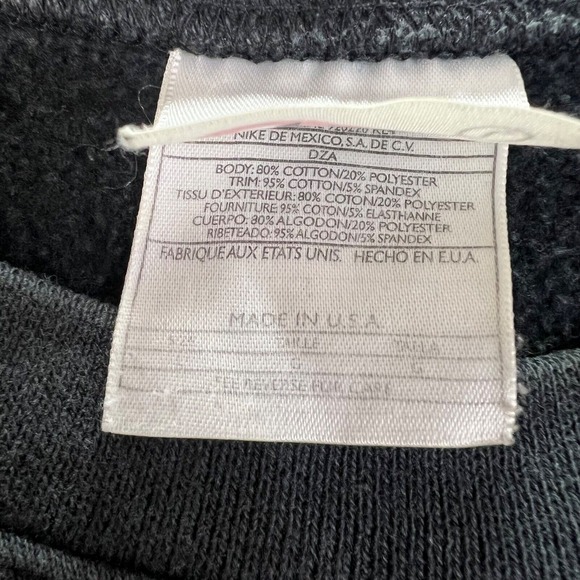 NIKE DE MEXICO, S.A. DE C.V.
DZA
BODY: 80% COTTON/20% POLYESTER
TRIM: 95% COTTON/5% SPANDEX
TISSU D'EXTERIEUR: 80% COTON/20% POLYESTER
FOURNITURE: 95% COTON/5% ELASTHANNE
CUERPO: 80% ALGODON/20% POLYESTER
RIBETEADO: 95% ALGODON/5% SPANDEX
FABRIQUE AUX ETATS UNIS. HECHO EN E.U.A.
MADE IN U.S.A.
SIZE TAILLE TALLA
SEE REVERSE FOR CARE